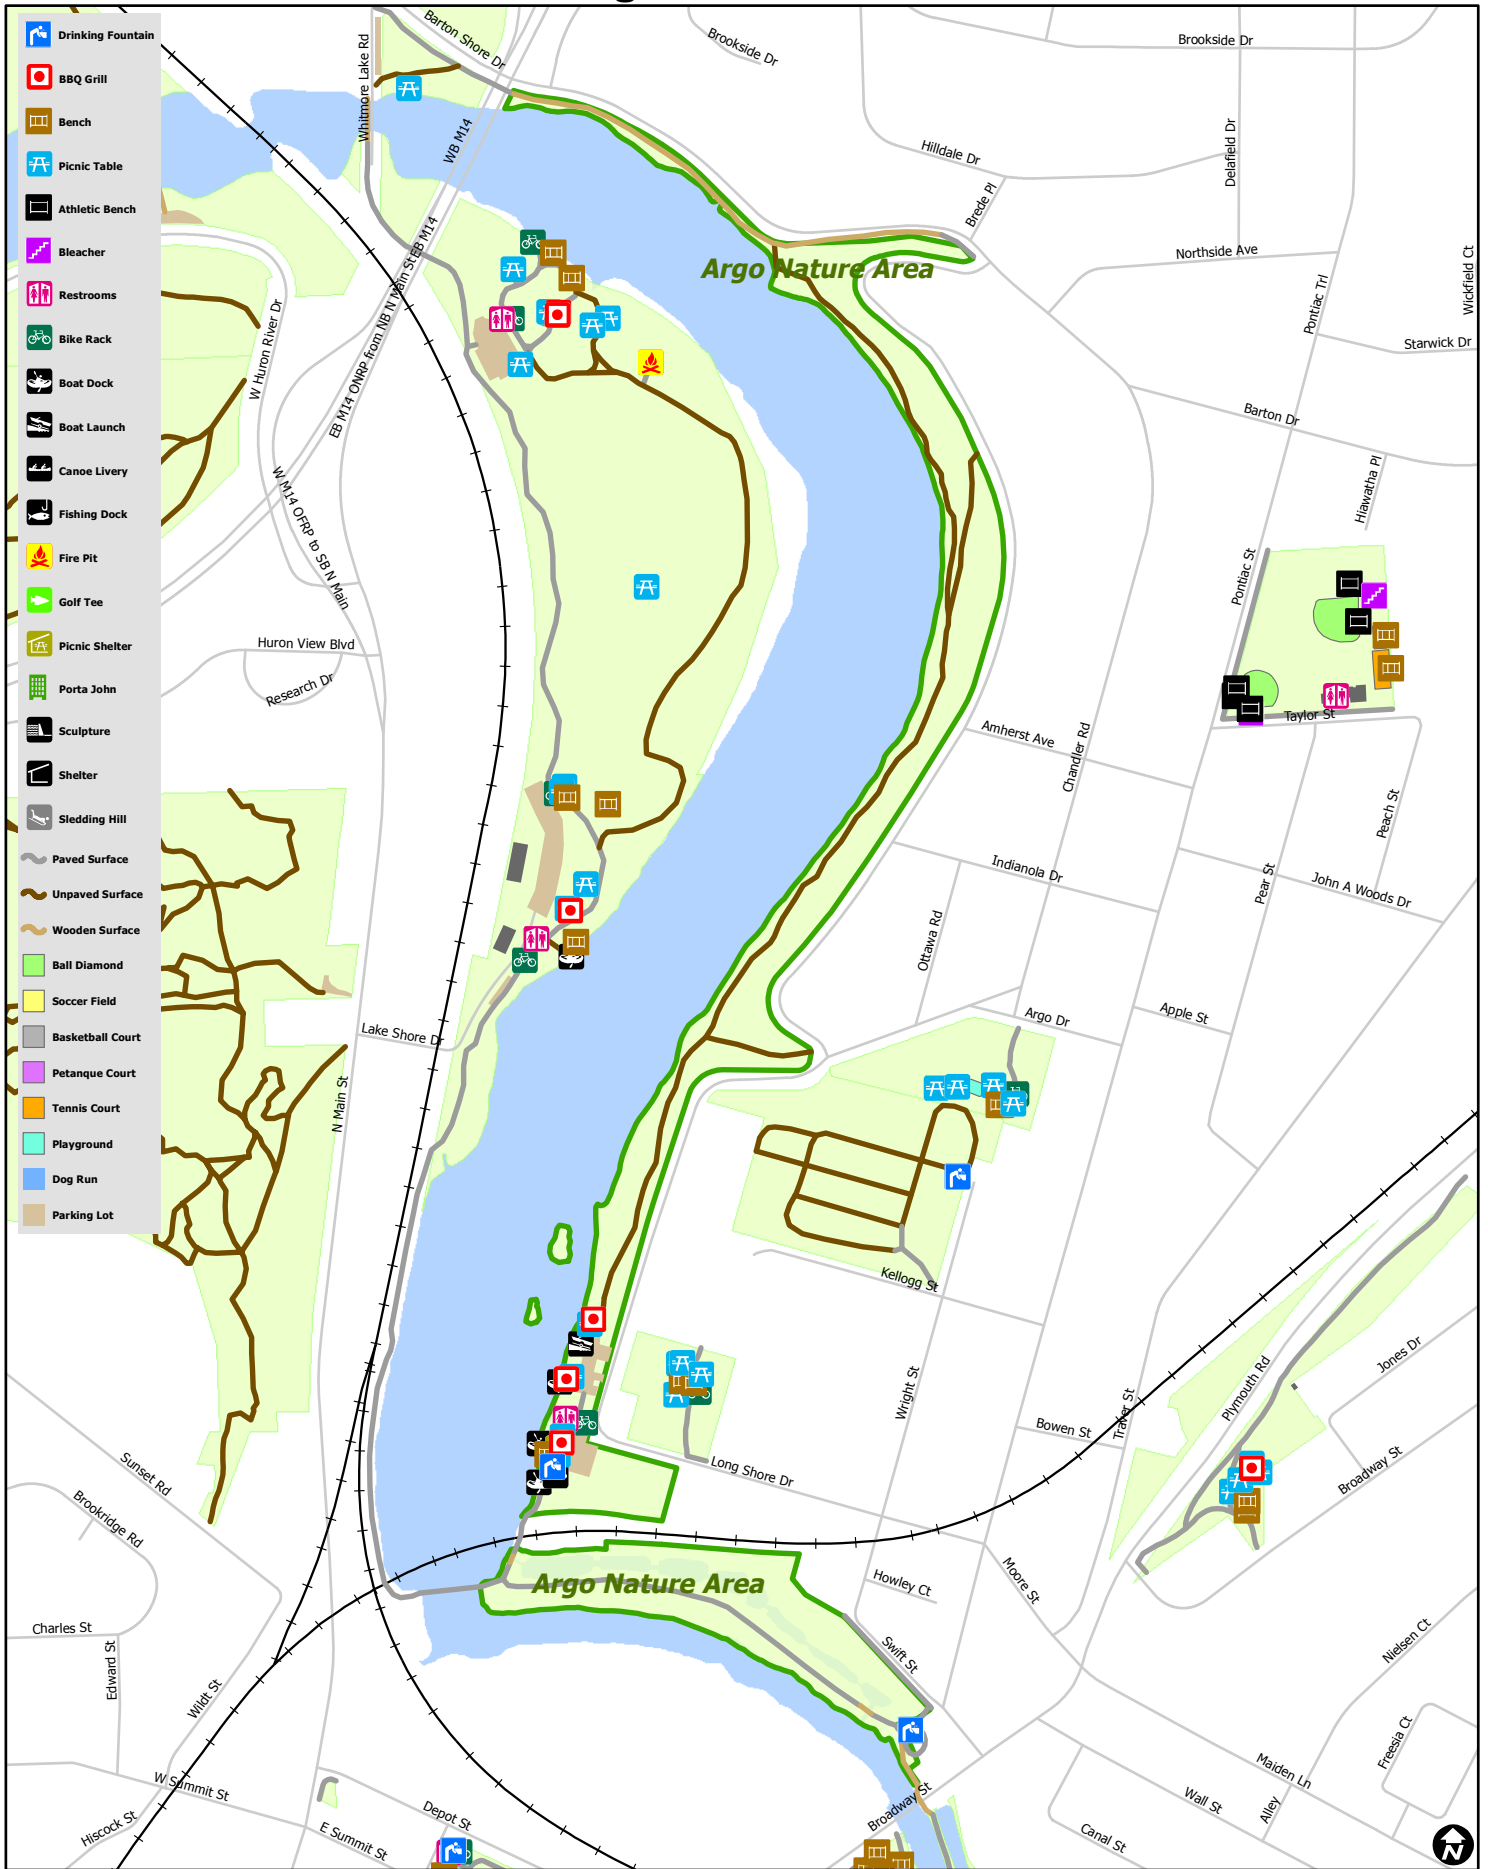 Drinking Fountain
BBQ Grill
Bench
Picnic Table
Athletic Bench
Bleacher
Restrooms
Bike Rack
Boat Dock
Boat Launch
Canoe Livery
Fishing Dock
Fire Pit
Golf Tee
Picnic Shelter
Porta John
Sculpture
Shelter
Sledding Hill
Paved Surface
Unpaved Surface
Wooden Surface
Ball Diamond
Soccer Field
Basketball Court
Petanque Court
Tennis Court
Playground
Dog Run
Parking Lot
Barton Shore Dr
Brookside Dr
Brookside Dr
Whitmore Lake Rd
WB M14
Hilldale Dr
Delafield Dr
Brede Pl
EB M14
Northside Ave
Argo Nature Area
Wickfield Ct
Pontiac Trl
W Huron River Dr
EB M14 ONRP from NB N Main St
Starwick Dr
Barton Dr
Hiawatha Pl
W M14 OFRP to SB N Main
Pontiac St
Huron View Blvd
Research Dr
Taylor St
Amherst Ave
Chandler Rd
Peach St
Indianola Dr
Pear St
John A Woods Dr
Ottawa Rd
Apple St
Argo Dr
Lake Shore Dr
N Main St
Kellogg St
Jones Dr
Plymouth Rd
Wright St
Traver St
Bowen St
Broadway St
Long Shore Dr
Sunset Rd
Brookridge Rd
Argo Nature Area
Howley Ct
Moore St
Charles St
Edward St
Swift St
Nielsen Ct
Wildt St
Freesia Ct
Maiden Ln
W Summit St
Wall St
Alley
Broadway St
Depot St
Hiscock St
E Summit St
Canal St
N